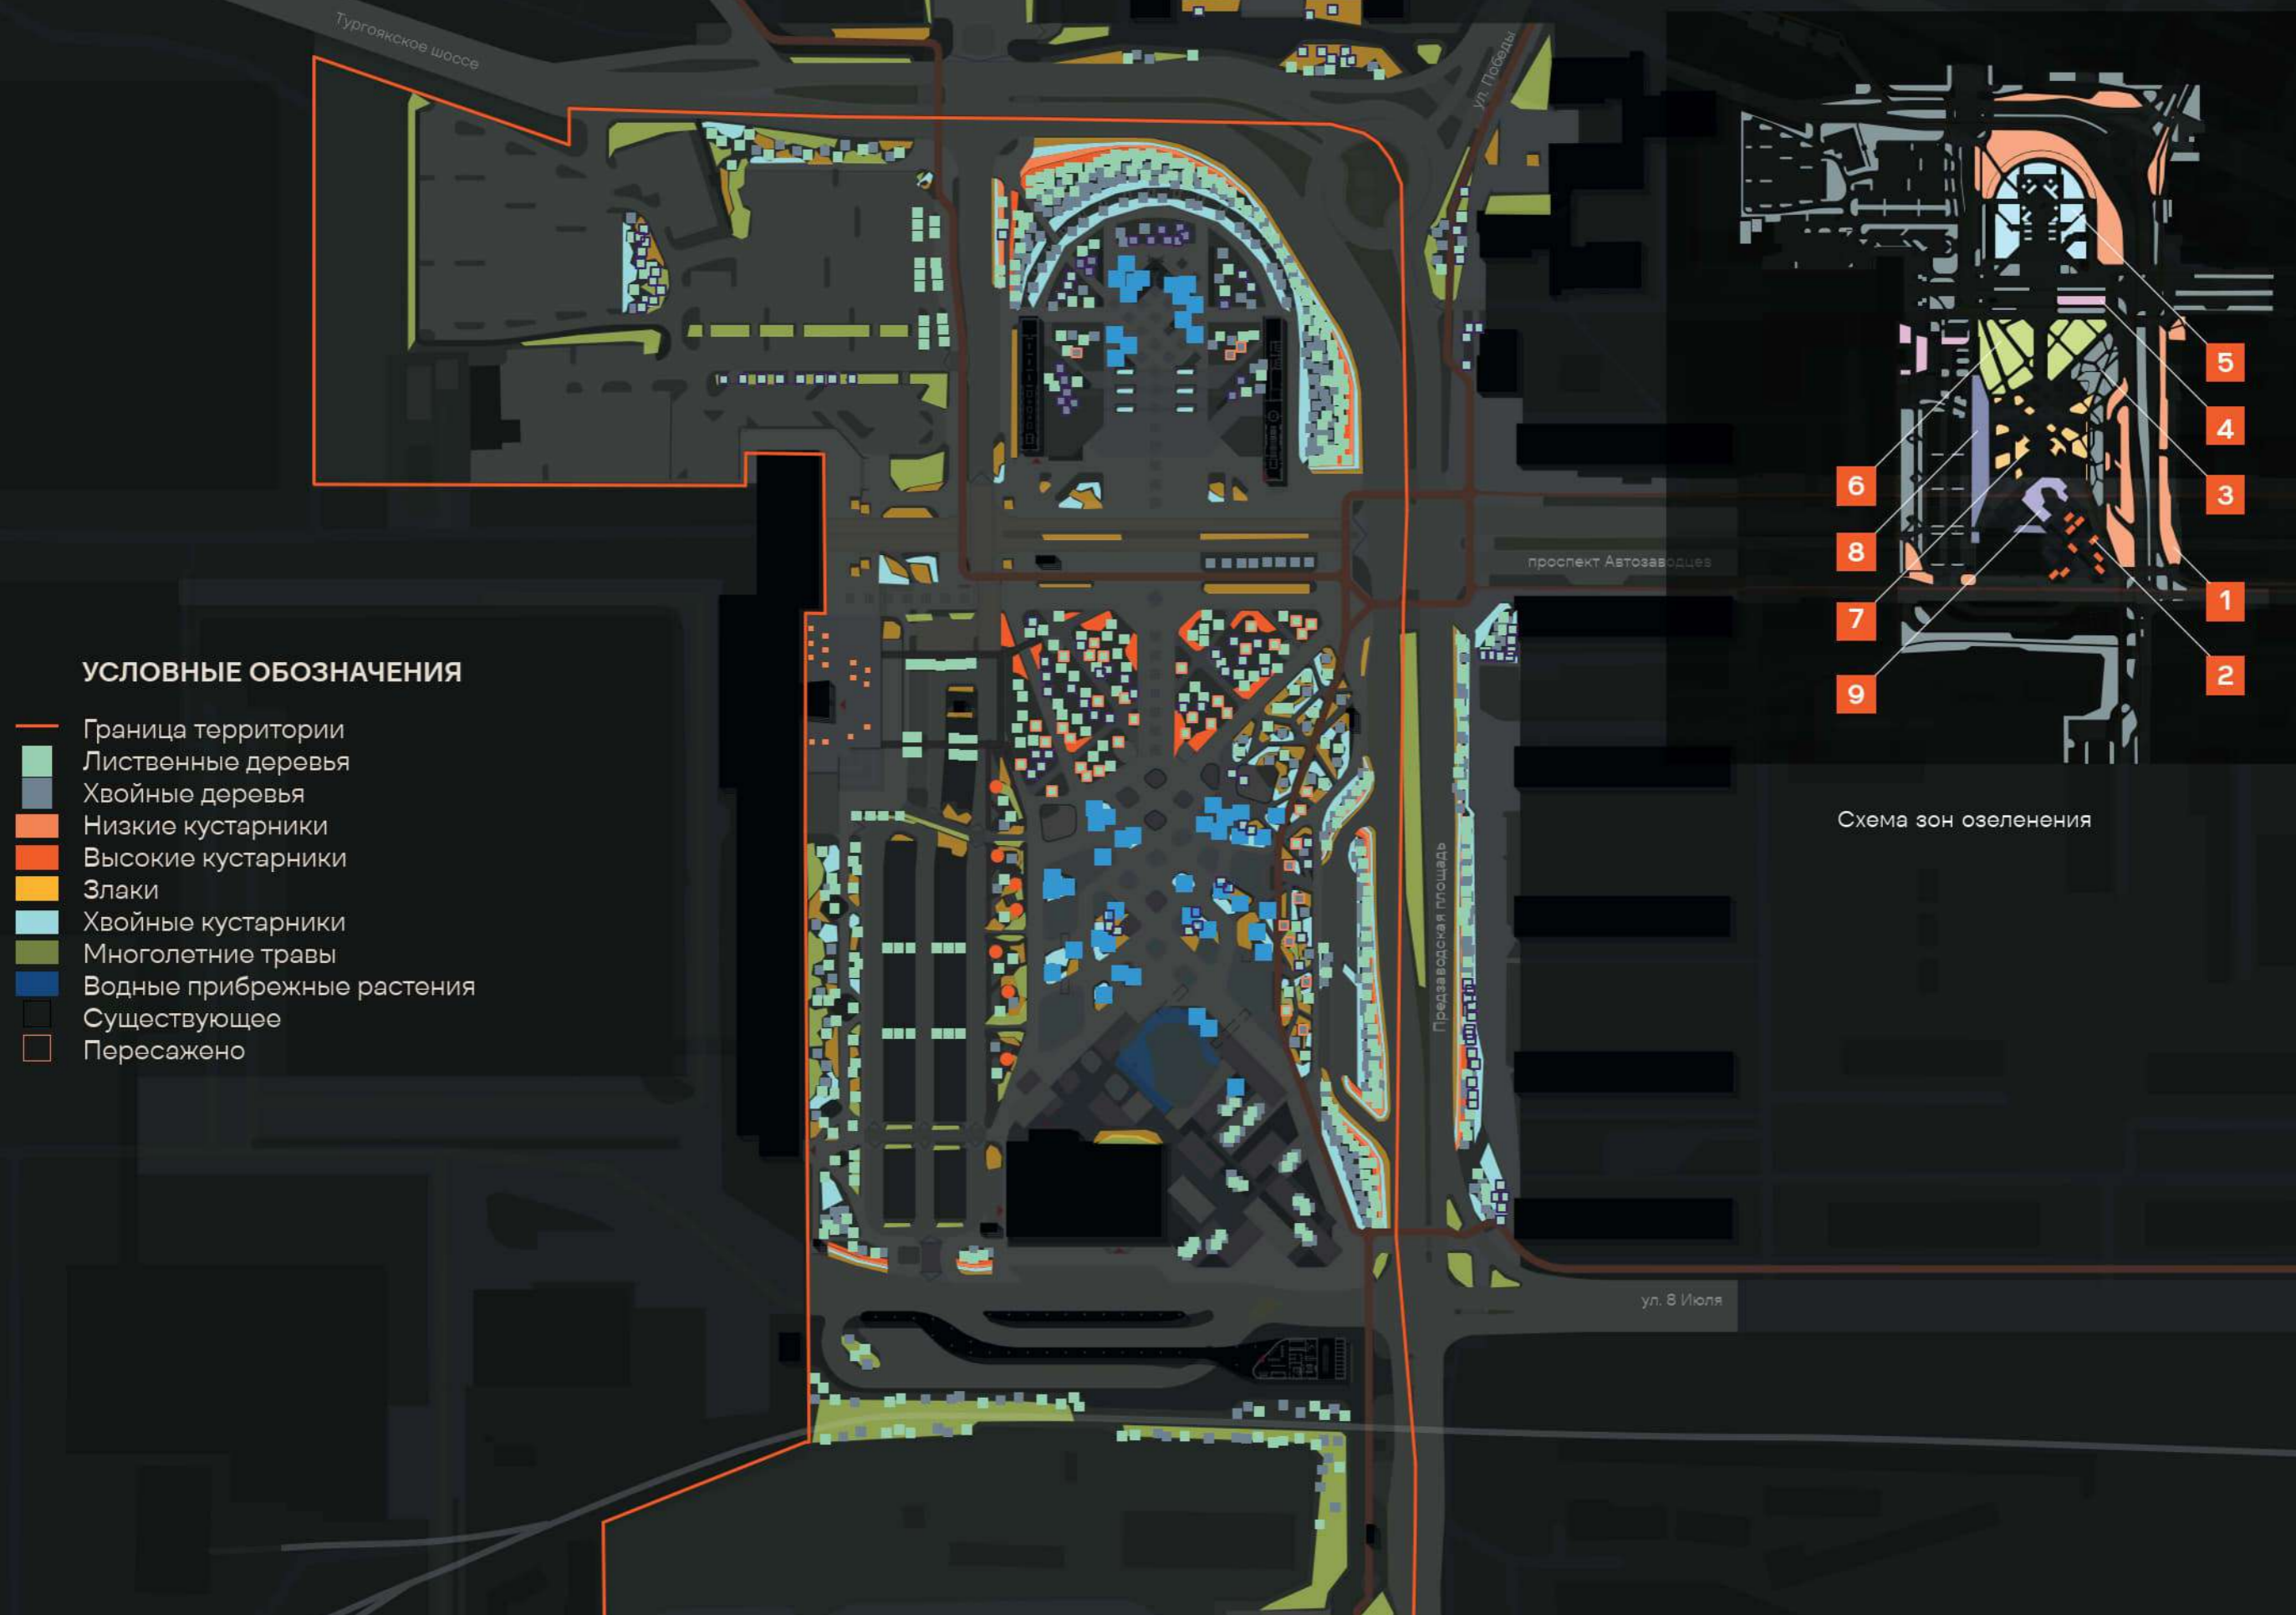 Тургоякское шоссе
ул. Победы
5
4
6
3
8
проспект Автозаводцев
1
7
2
9
УСЛОВНЫЕ ОБОЗНАЧЕНИЯ
Граница территории
Лиственные деревья
Хвойные деревья
Низкие кустарники
Высокие кустарники
Злаки
Хвойные кустарники
Многолетние травы
Водные прибрежные растения
Существующее
Пересажено
Схема зон озеленения
Предзаводская площадь
ул. 8 Июля